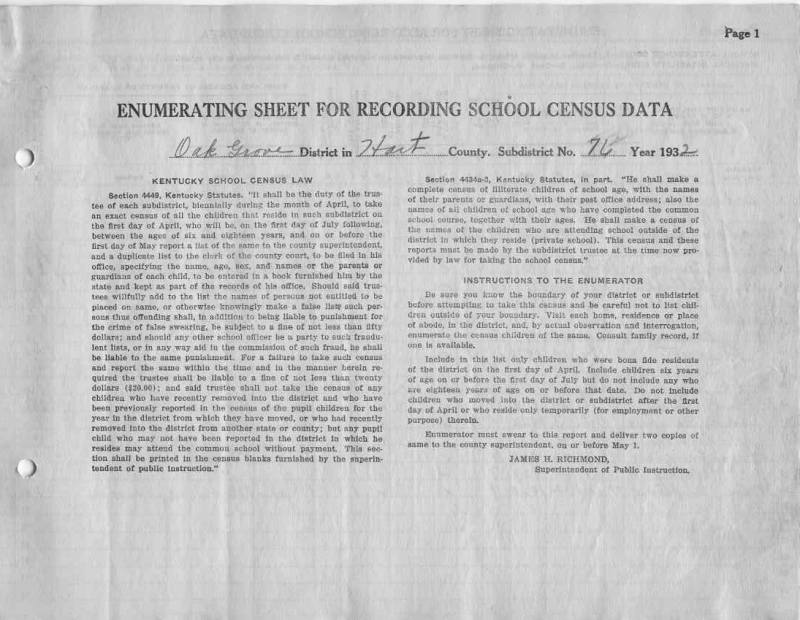 Page 1
ENUMERATING SHEET FOR RECORDING SCHOOL CENSUS DATA
Oak Grove District in Hart County. Subdistrict No. 76 Year 1932
KENTUCKY SCHOOL CENSUS LAW
Section 4449, Kentucky Statutes. "It shall be the duty of the trus-
tee of each subdistrict, biennially during the month of April, to take
an exact census of all the children that reside in such subdistrict on
the first day of April, who will be, on the first day of July following,
between the ages of six and eighteen years, and on or before the
first day of May report a list of the same to the county superintendent,
and a duplicate list to the clerk of the county court, to be filed in his
office, specifying the name, age, sex, and names or the parents or
guardians of each child, to be entered in a book furnished him by the
state and kept as part of the records of his office. Should said trus-
tees willfully add to the list the names of persons not entitled to be
placed on same, or otherwise knowingly make a false list; such per-
sons thus offending shall, in addition to being liable to punishment for
the crime of false swearing, be subject to a fine of not less than fifty
dollars; and should any other school officer be a party to such fraudu-
lent lists, or in any way aid in the commission of such fraud, he shall
be liable to the same punishment. For a failure to take such census
and report the same within the time and in the manner herein re-
quired the trustee shall be liable to a fine of not less than twenty
dollars ($20.00); and said trustee shall not take the census of any
children who have recently removed into the district and who have
been previously reported in the census of the pupil children for the
year in the district from which they have moved, or who had recently
removed into the district from another state or county; but any pupil
child who may not have been reported in the district in which he
resides may attend the common school without payment. This sec-
tion shall be printed in the census blanks furnished by the superin-
tendent of public instruction."
Section 4434a-3, Kentucky Statutes, in part. "He shall make a
complete census of illiterate children of school age, with the names
of their parents or guardians, with their post office address; also the
names of all children of school age who have completed the common
school course, together with their ages. He shall make a census of
the names of the children who are attending school outside of the
district in which they reside (private school). This census and these
reports must be made by the subdistrict trustee at the time now pro-
vided by law for taking the school census."
INSTRUCTIONS TO THE ENUMERATOR
Be sure you know the boundary of your district or subdistrict
before attempting to take this census and be careful not to list chil-
dren outside of your boundary. Visit each home, residence or place
of abode, in the district, and, by actual observation and interrogation,
enumerate the census children of the same. Consult family record, if
one is available.
Include in this list only children who were bona fide residents
of the district on the first day of April. Include children six years
of age on or before the first day of July but do not include any who
are eighteen years of age on or before that date. Do not include
children who moved into the district or subdistrict after the first
day of April or who reside only temporarily (for employment or other
purpose) therein.
Enumerator must swear to this report and deliver two copies of
same to the county superintendent, on or before May 1.
JAMES H. RICHMOND,
Superintendent of Public Instruction.